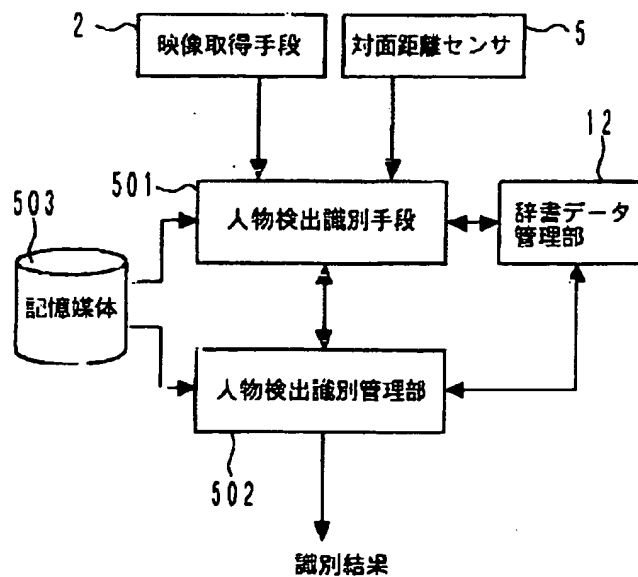 2
映像取得手段
対面距離センサ
5
12
501
503
人物検出識別手段
辞書データ
管理部
記憶媒体
人物検出識別管理部
502
識別結果